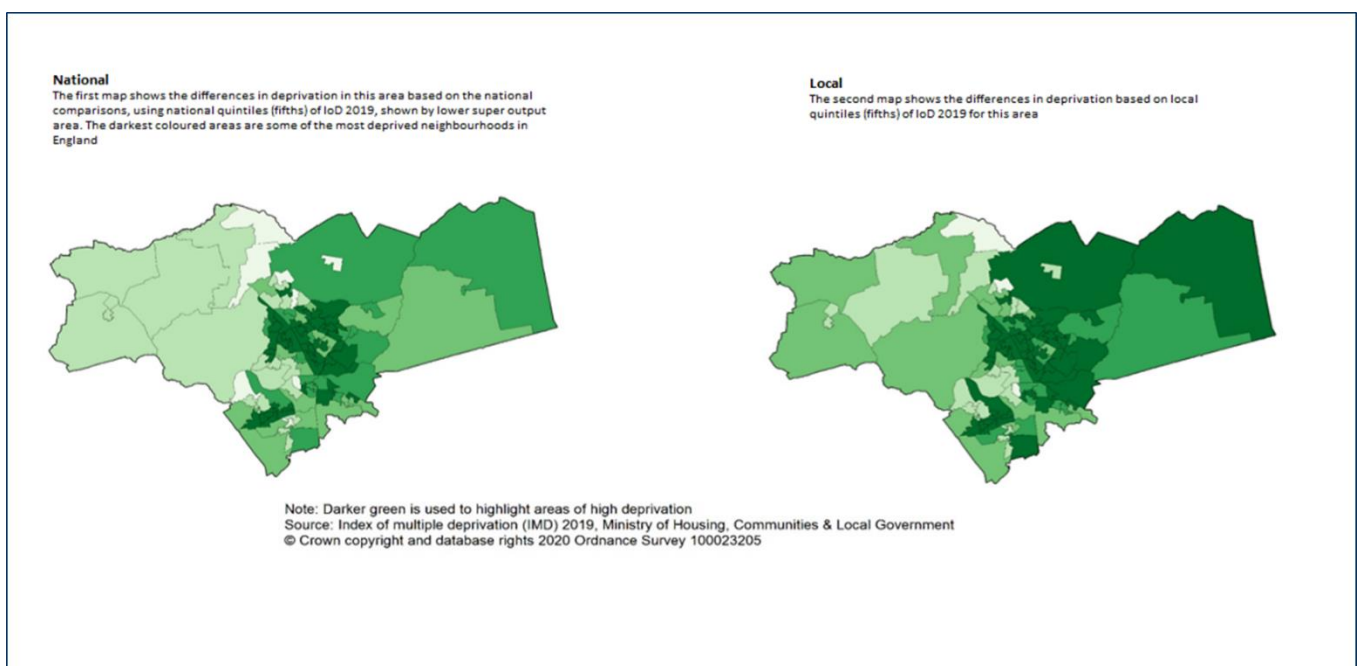 National
The first map shows the differences in deprivation in this area based on the national
comparisons, using national quintiles (fifths) of IoD 2019, shown by lower super output
area. The darkest coloured areas are some of the most deprived neighbourhoods in
England
Local
The second map shows the differences in deprivation based on local
quintiles (fifths) of IoD 2019 for this area
Note: Darker green is used to highlight areas of high deprivation
Source: Index of multiple deprivation (IMD) 2019, Ministry of Housing, Communities & Local Government
© Crown copyright and database rights 2020 Ordnance Survey 100023205